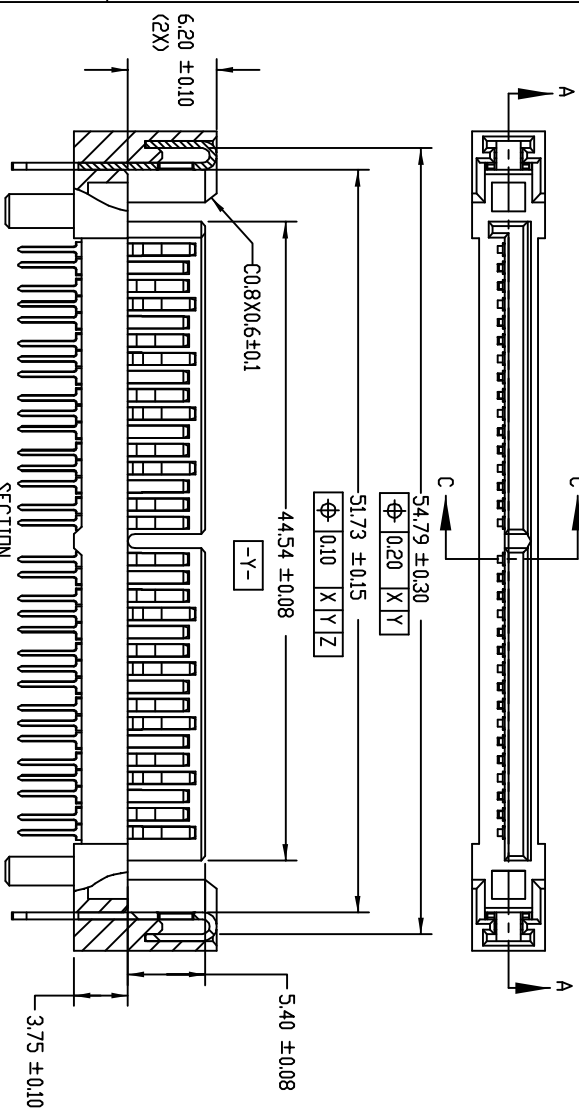 6.20 ±0.10
(2X)
A
A
C0.8X0.6±0.1
C
C
54.79 ±0.30
⌖ 0.20 X Y
51.73 ±0.15
⌖ 0.10 X Y Z
44.54 ±0.08
-Y-
SECTION
5.40 ±0.08
3.75 ±0.10